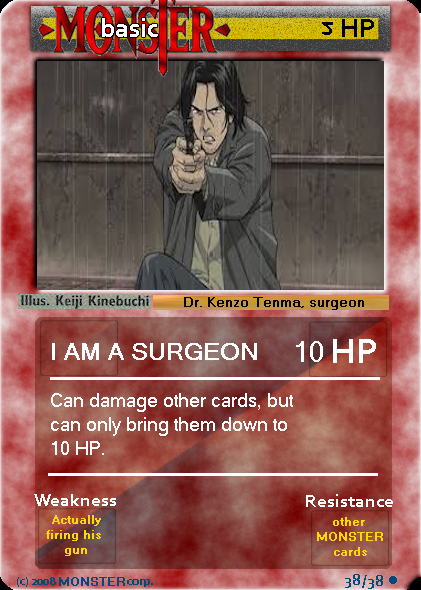 MONSTER
basic
5 HP
Illus. Keiji Kinebuchi
Dr. Kenzo Tenma, surgeon
I AM A SURGEON 10 HP
Can damage other cards, but
can only bring them down to
10 HP.
Weakness
Actually
firing his
gun
Resistance
other
MONSTER
cards
(c) 2008 MONSTERcorp.
38/38